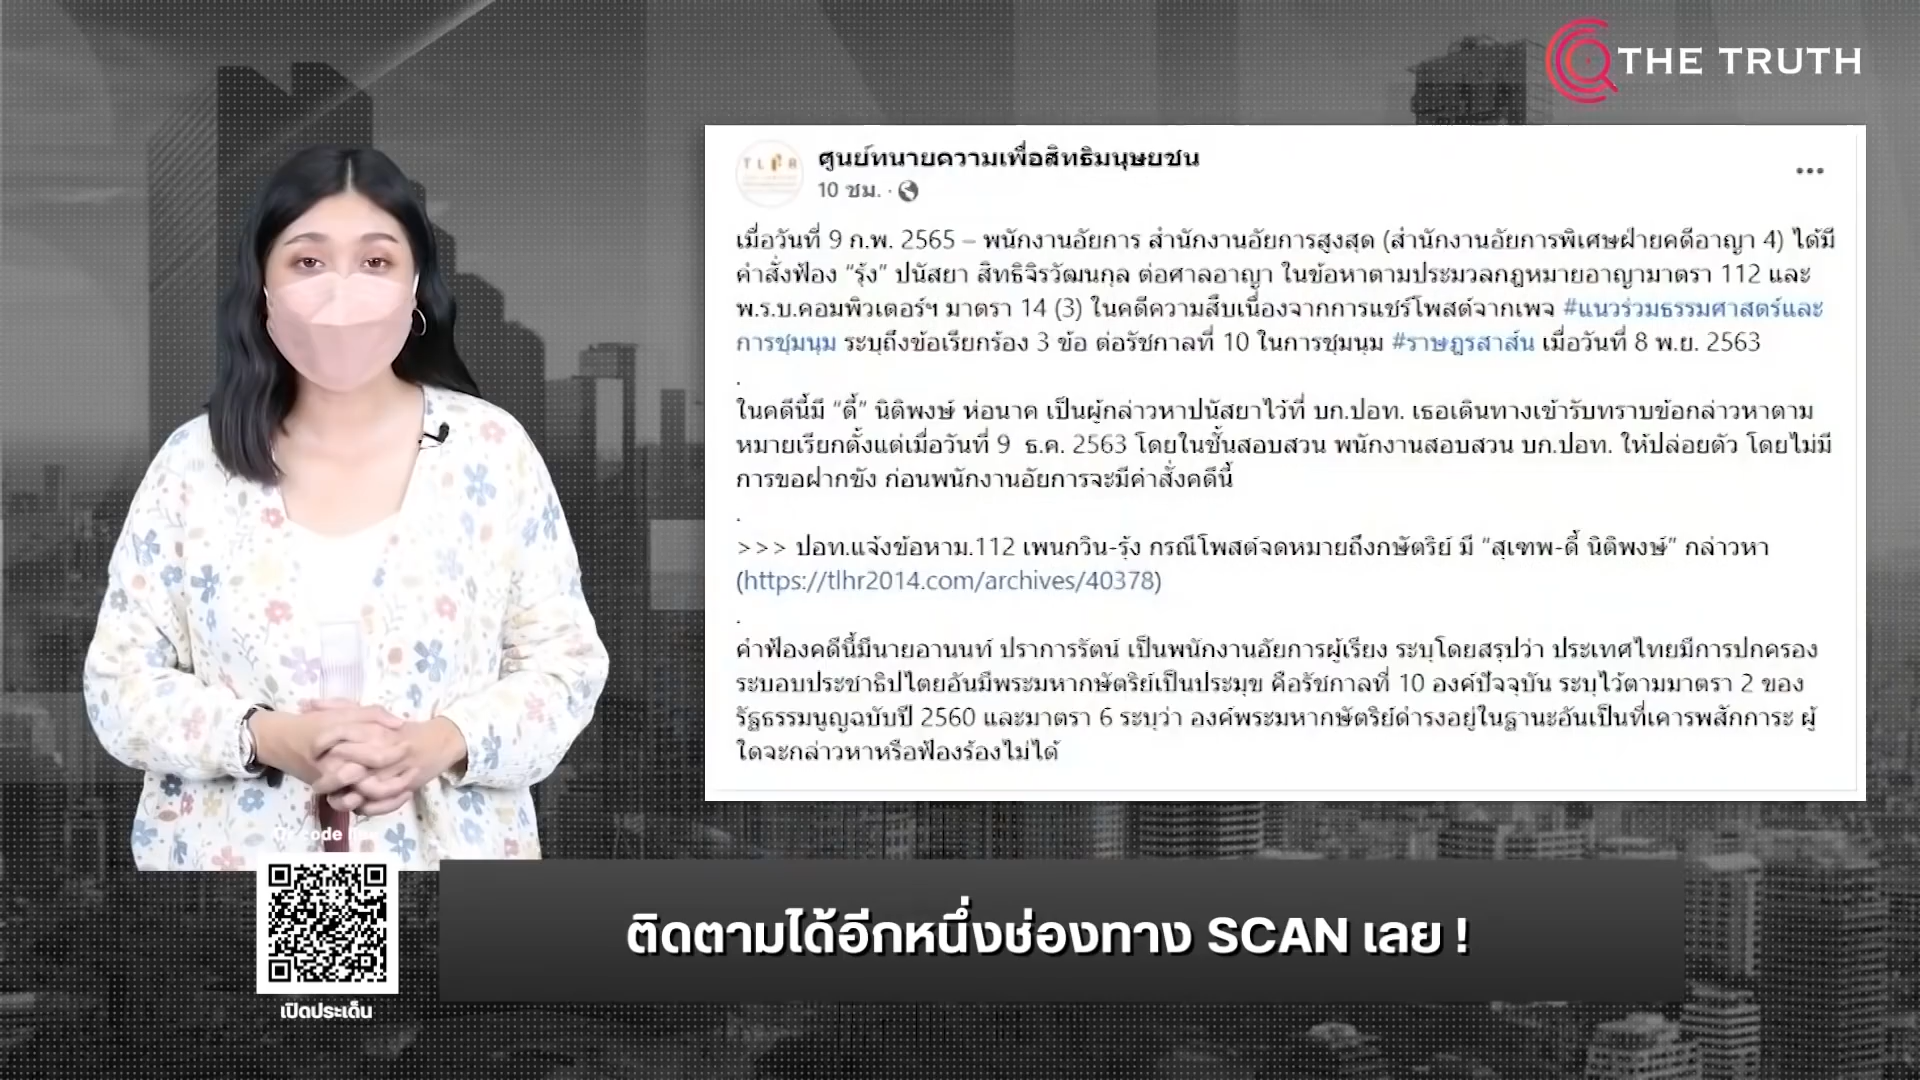 THE TRUTH
TLHR
ศูนย์ทนายความเพื่อสิทธิมนุษยชน
10 ชม. ·
เมื่อวันที่ 9 ก.พ. 2565 – พนักงานอัยการ สำนักงานอัยการสูงสุด (สำนักงานอัยการพิเศษฝ่ายคดีอาญา 4) ได้มี
คำสั่งฟ้อง “รุ้ง” ปนัสยา สิทธิจิรวัฒนกุล ต่อศาลอาญา ในข้อหาตามประมวลกฎหมายอาญามาตรา 112 และ
พ.ร.บ.คอมพิวเตอร์ฯ มาตรา 14 (3) ในคดีความสืบเนื่องจากการแชร์โพสต์จากเพจ #แนวร่วมธรรมศาสตร์และ
การชุมนุม ระบุถึงข้อเรียกร้อง 3 ข้อ ต่อรัชกาลที่ 10 ในการชุมนุม #ราษฎรสาส์น เมื่อวันที่ 8 พ.ย. 2563
.
ในคดีนี้มี “ดี้” นิติพงษ์ ห่อนาค เป็นผู้กล่าวหาปนัสยาไว้ที่ บก.ปอท. เธอเดินทางเข้ารับทราบข้อกล่าวหาตาม
หมายเรียกตั้งแต่เมื่อวันที่ 9 ธ.ค. 2563 โดยในชั้นสอบสวน พนักงานสอบสวน บก.ปอท. ให้ปล่อยตัว โดยไม่มี
การขอฝากขัง ก่อนพนักงานอัยการจะมีคำสั่งคดีนี้
.
>>> ปอท.แจ้งข้อหาม.112 เพนกวิน-รุ้ง กรณีโพสต์จดหมายถึงกษัตริย์ มี “สุเฑพ-ดี้ นิติพงษ์” กล่าวหา
(https://tlhr2014.com/archives/40378)
.
คำฟ้องคดีนี้มีนายอานนท์ ปราการรัตน์ เป็นพนักงานอัยการผู้เรียง ระบุโดยสรุปว่า ประเทศไทยมีการปกครอง
ระบอบประชาธิปไตยอันมีพระมหากษัตริย์เป็นประมุข คือรัชกาลที่ 10 องค์ปัจจุบัน ระบุไว้ตามมาตรา 2 ของ
รัฐธรรมนูญฉบับปี 2560 และมาตรา 6 ระบุว่า องค์พระมหากษัตริย์ดำรงอยู่ในฐานะอันเป็นที่เคารพสักการะ ผู้
ใดจะกล่าวหาหรือฟ้องร้องไม่ได้
code
ติดตามได้อีกหนึ่งช่องทาง SCAN เลย !
เปิดประเด็น